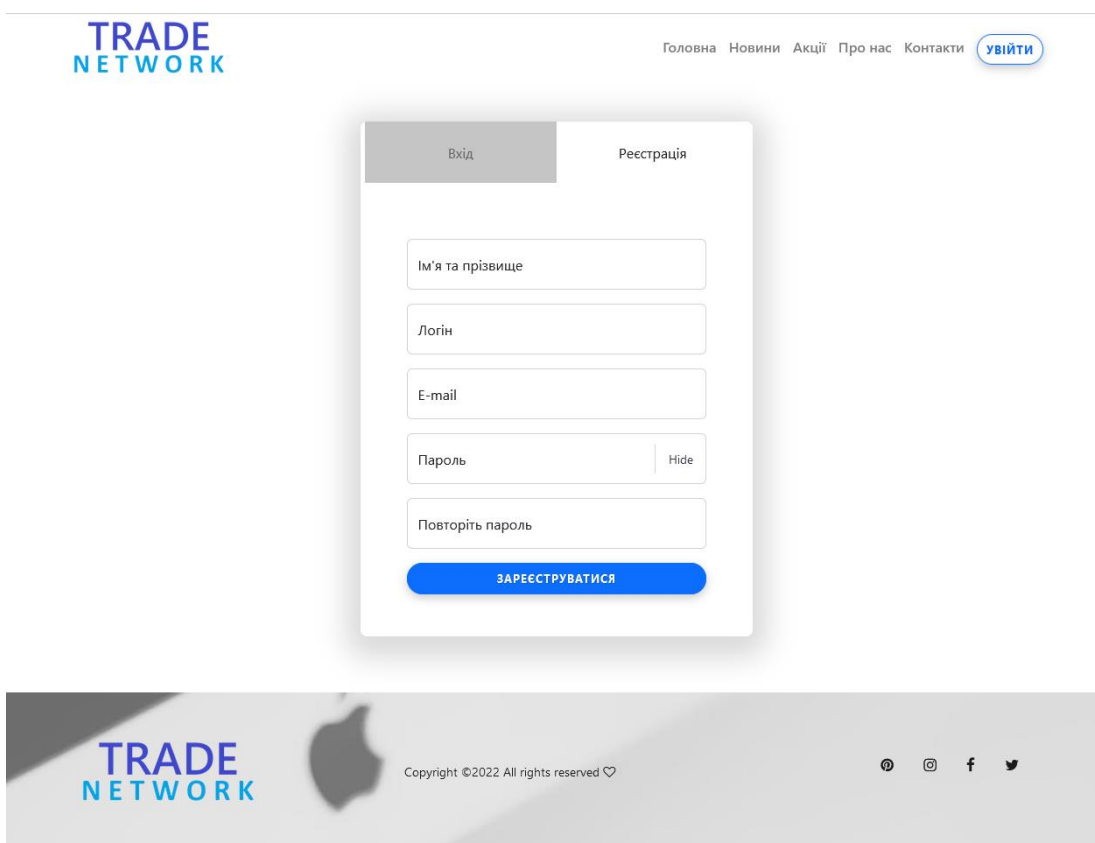 TRADE
NETWORK
Головна Новини Акції Про нас Контакти УВІЙТИ
Вхід Реєстрація
Ім'я та прізвище
Логін
E-mail
Пароль Hide
Повторіть пароль
ЗАРЕЄСТРУВАТИСЯ
TRADE
NETWORK
Copyright ©2022 All rights reserved ♡